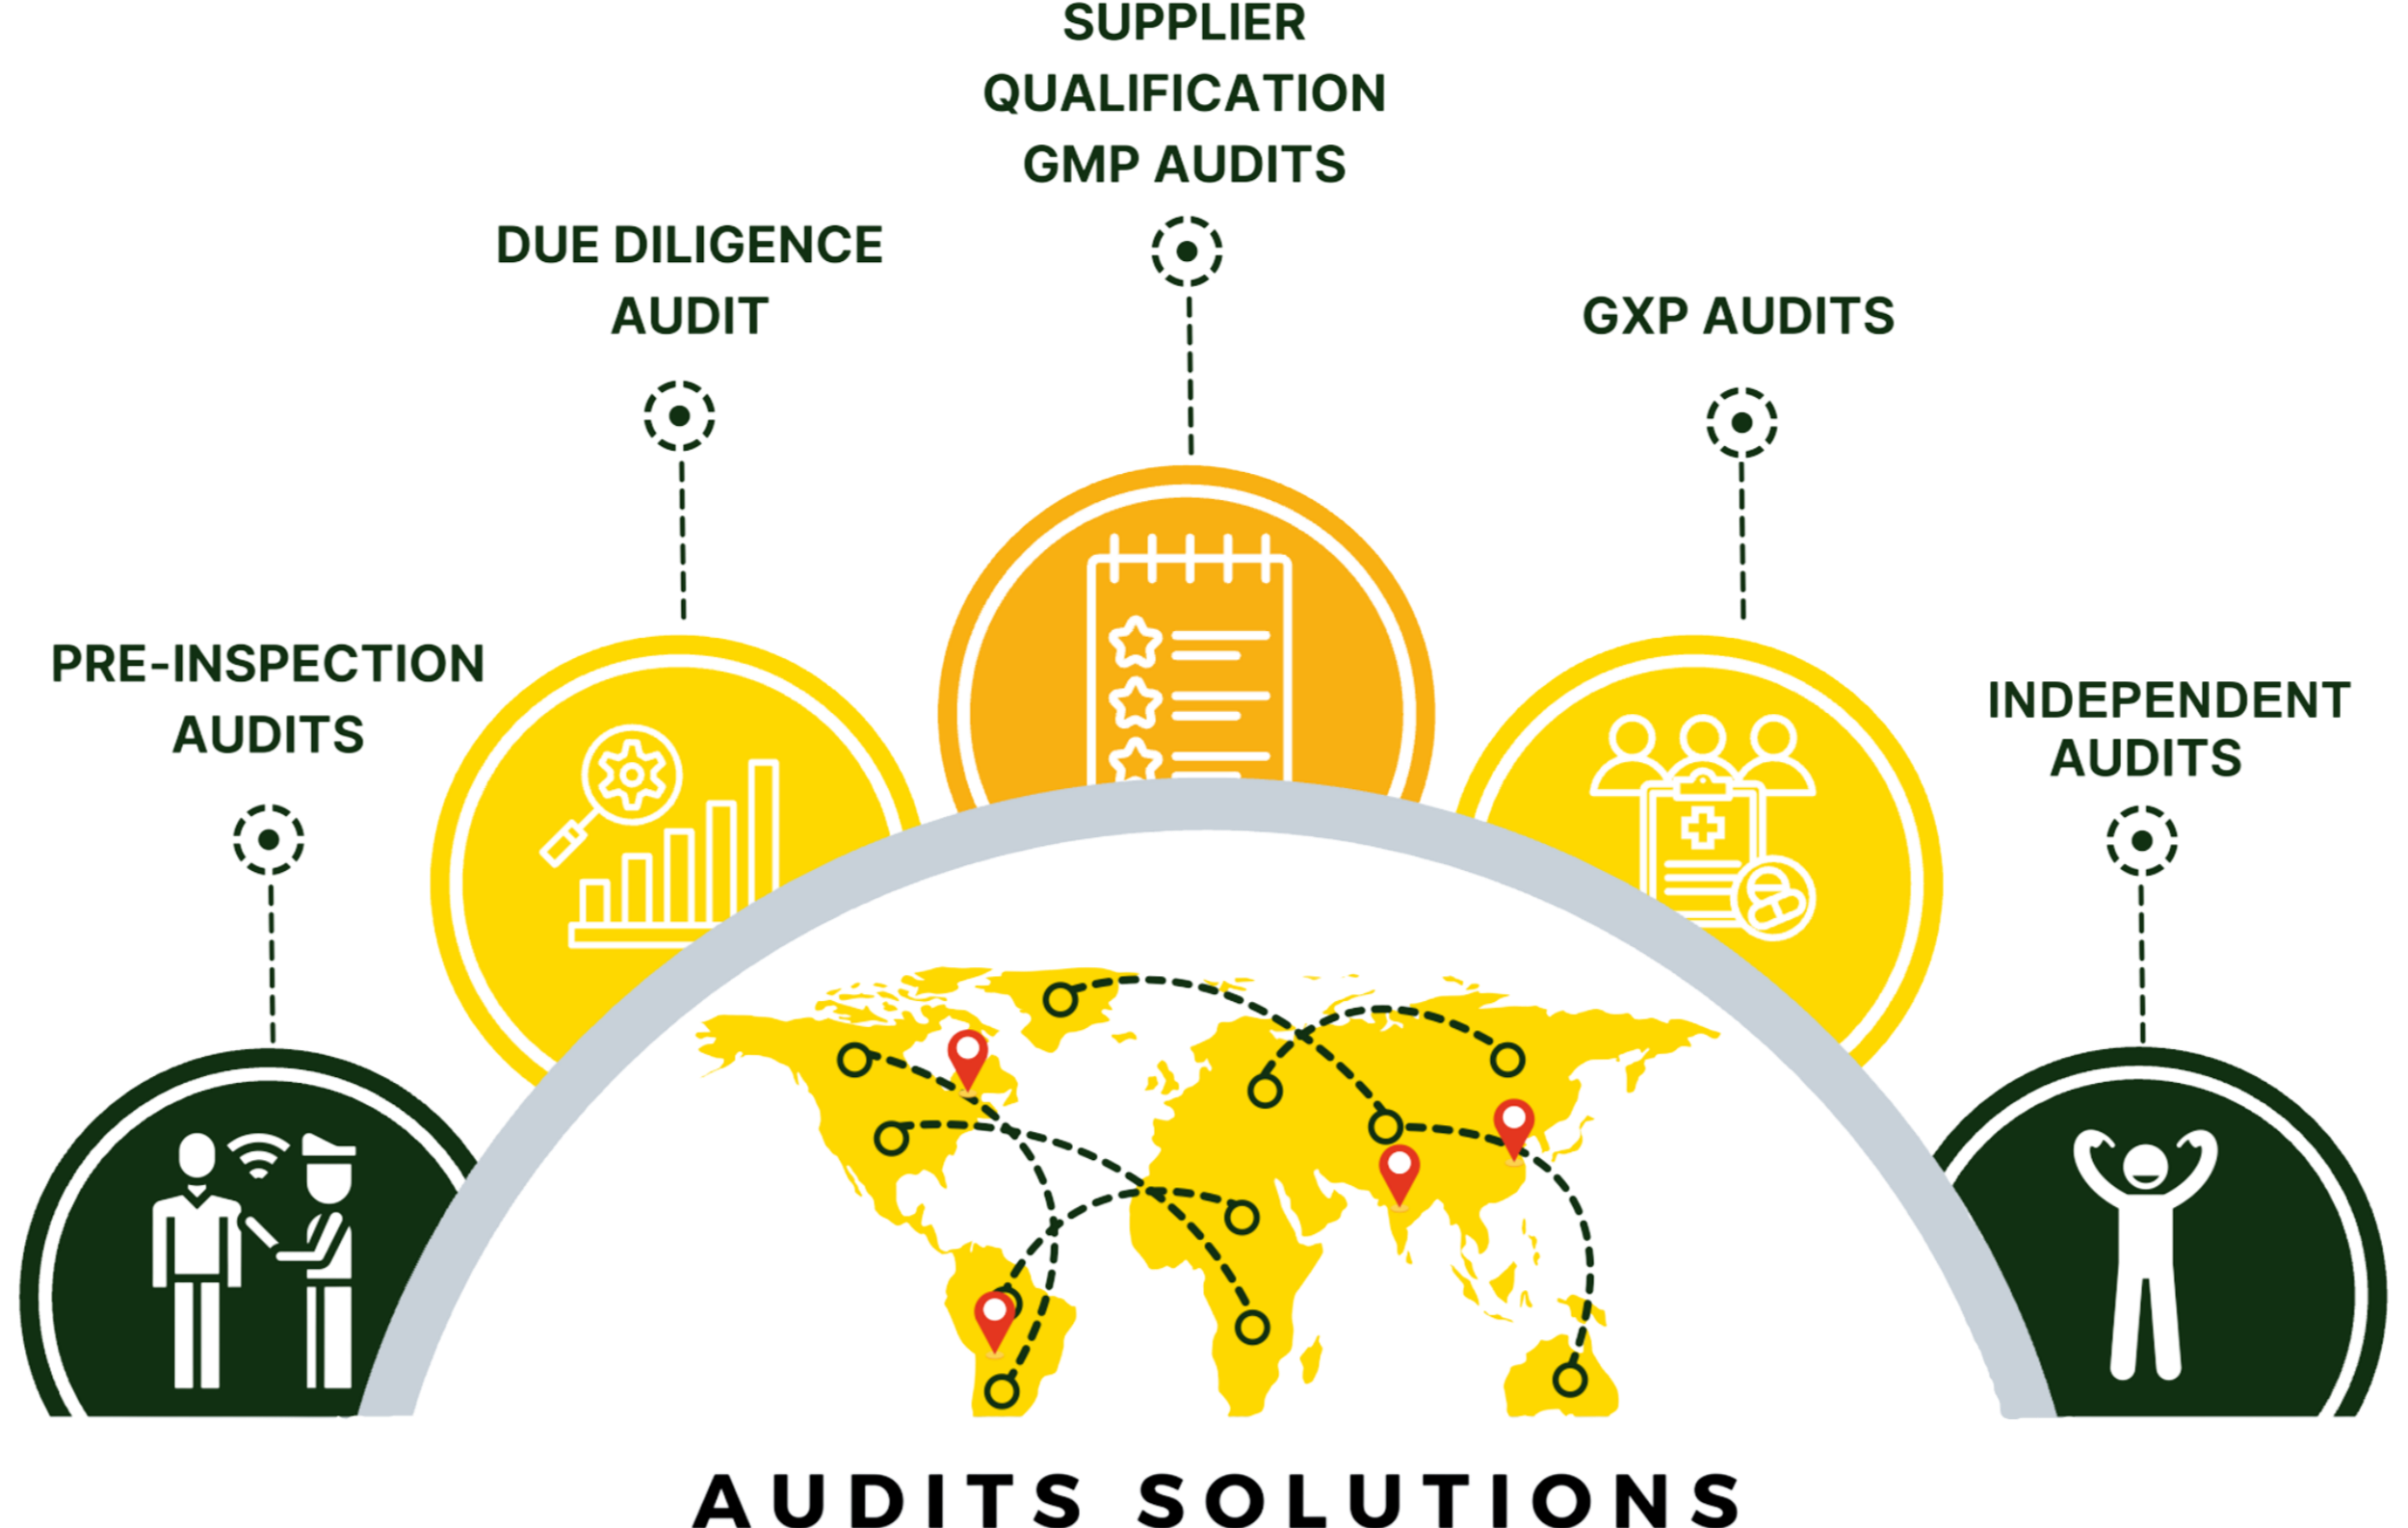 SUPPLIER
QUALIFICATION
GMP AUDITS
DUE DILIGENCE
AUDIT
GXP AUDITS
PRE-INSPECTION
AUDITS
INDEPENDENT
AUDITS
AUDITS SOLUTIONS